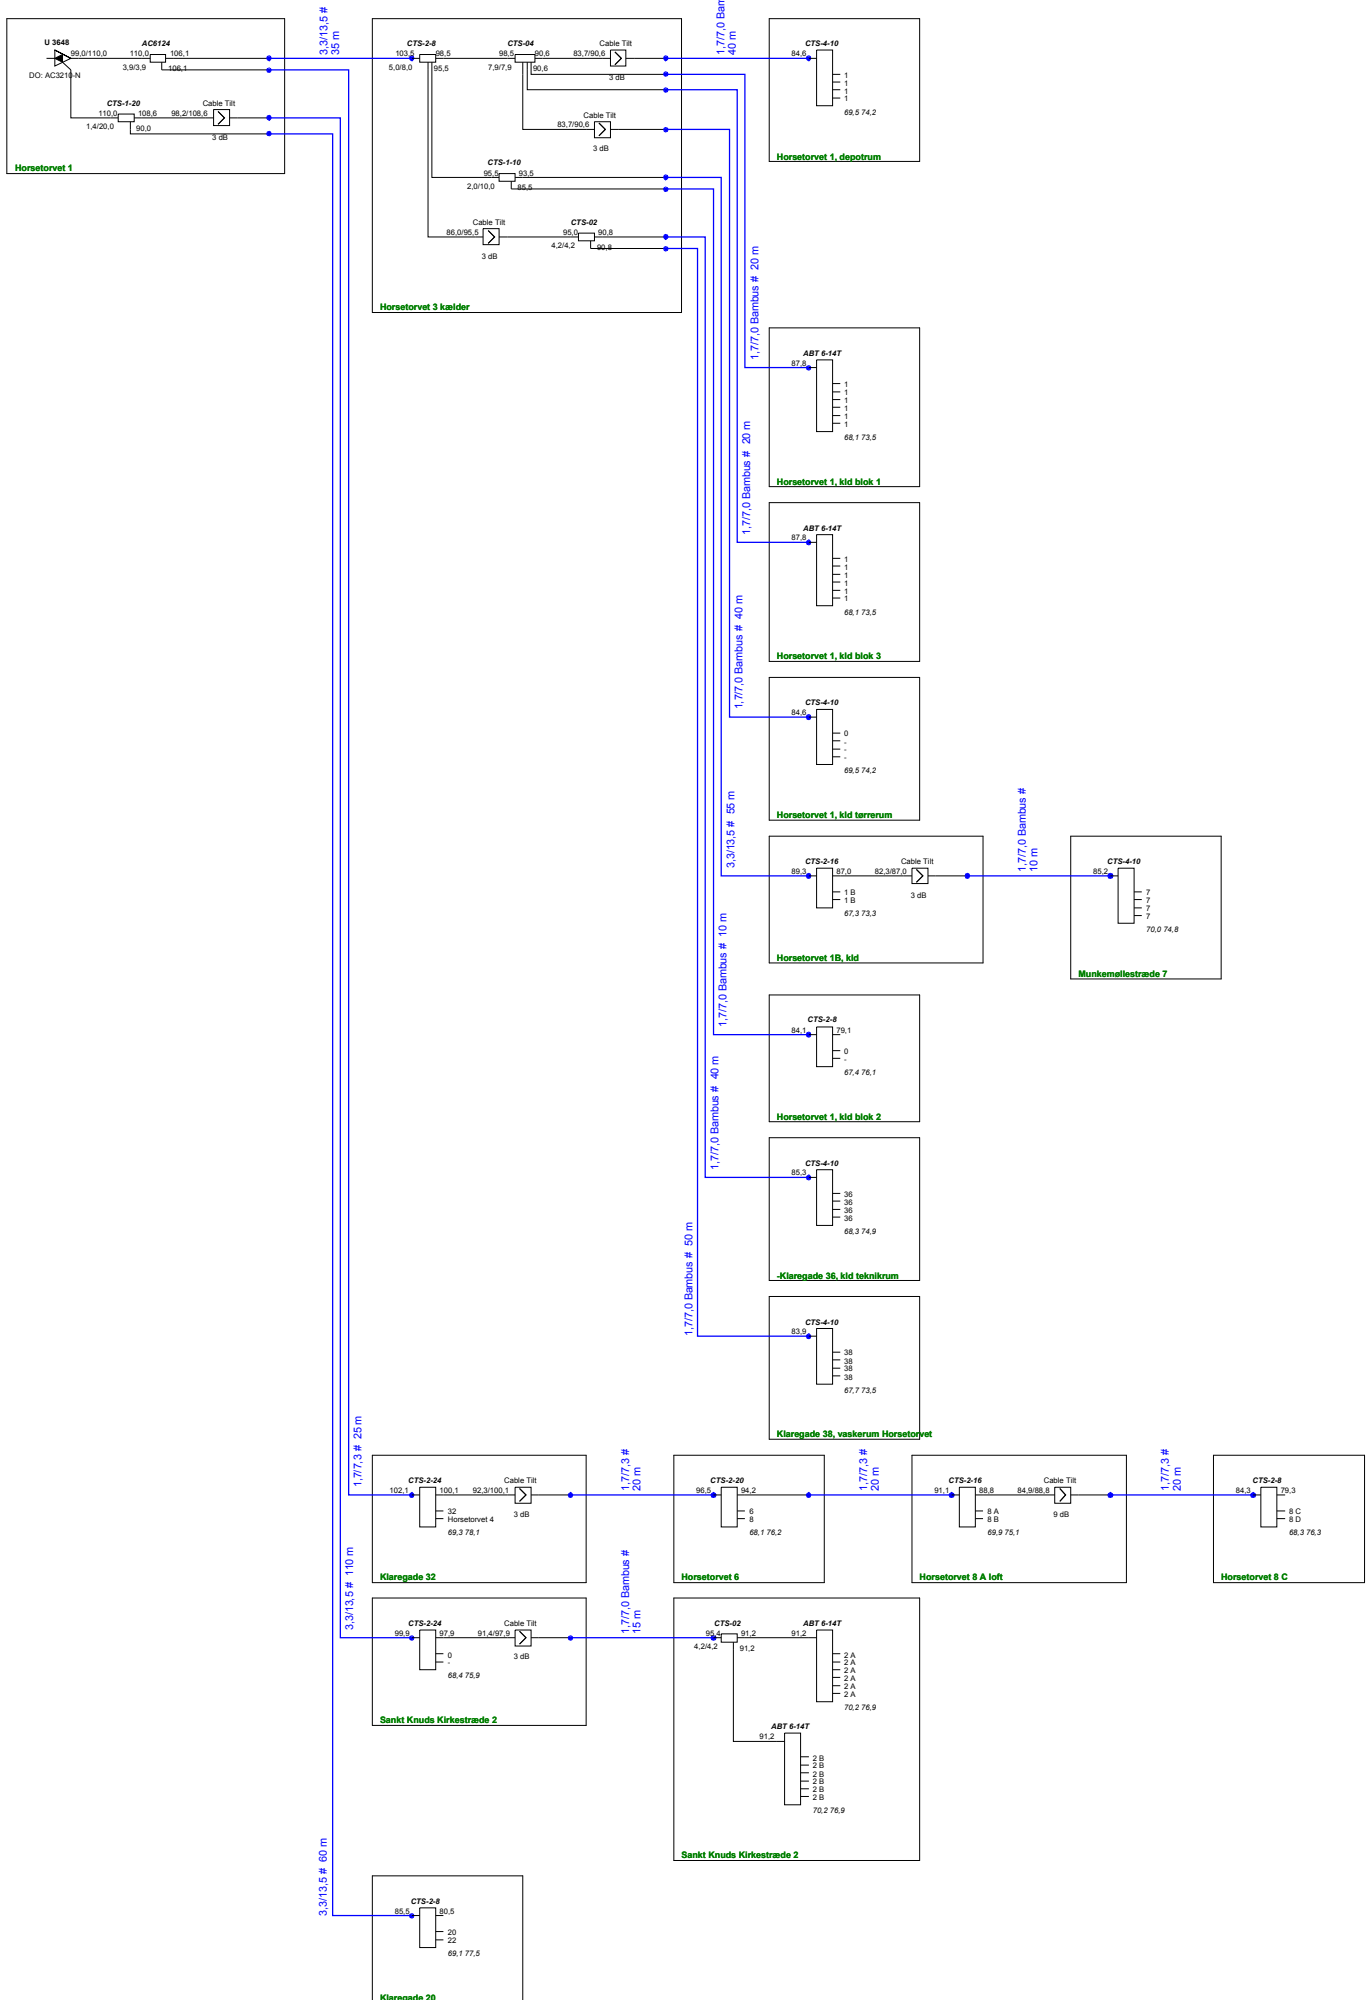 U 3648
99,0/110,0
DO: AC3210-N
AC6124
110,0
106,1
3,9/3,9
106,1
CTS-1-20
110,0
108,6
1,4/20,0
90,0
98,2/108,6
Cable Tilt
3 dB
Horsetorvet 1
3,3/13,5 #
35 m
CTS-2-8
103,5
98,5
5,0/8,0
95,5
CTS-04
98,5
90,6
7,9/7,9
90,6
83,7/90,6
Cable Tilt
3 dB
Cable Tilt
83,7/90,6
3 dB
CTS-1-10
95,5
93,5
2,0/10,0
85,5
Cable Tilt
86,0/95,5
3 dB
CTS-02
95,0
90,8
4,2/4,2
90,8
Horsetorvet 3 kælder
40 m
CTS-4-10
84,6
1
1
1
1
69,5 74,2
Horsetorvet 1, depotrum
1,7/7,0 Bambus #  20 m
ABT 6-14T
87,8
1
1
1
1
1
1
68,1 73,5
Horsetorvet 1, kld blok 1
1,7/7,0 Bambus #  20 m
ABT 6-14T
87,8
1
1
1
1
1
1
68,1 73,5
Horsetorvet 1, kld blok 3
1,7/7,0 Bambus #  40 m
CTS-4-10
84,6
0
-
-
-
69,5 74,2
Horsetorvet 1, kld tørrerum
3,3/13,5 #  55 m
CTS-2-16
89,3
87,0
1 B
1 B
67,3 73,3
82,3/87,0
Cable Tilt
3 dB
Horsetorvet 1B, kld
1,7/7,0 Bambus #
10 m
CTS-4-10
85,2
7
7
7
7
70,0 74,8
Munkemøllestræde 7
1,7/7,0 Bambus #  10 m
CTS-2-8
84,1
79,1
0
-
67,4 76,1
Horsetorvet 1, kld blok 2
1,7/7,0 Bambus #  40 m
CTS-4-10
85,3
36
36
36
36
68,3 74,9
-Klaregade 36, kld teknikrum
1,7/7,0 Bambus #  50 m
CTS-4-10
83,9
38
38
38
38
67,7 73,5
Klaregade 38, vaskerum Horsetorvet
1,7/7,3 #  25 m
CTS-2-24
102,1
100,1
32
Horsetorvet 4
69,3 78,1
92,3/100,1
Cable Tilt
3 dB
Klaregade 32
1,7/7,3 #
20 m
CTS-2-20
96,5
94,2
6
8
68,1 76,2
Horsetorvet 6
1,7/7,3 #
20 m
CTS-2-16
91,1
88,8
8 A
8 B
69,9 75,1
84,9/88,8
Cable Tilt
9 dB
Horsetorvet 8 A loft
1,7/7,3 #
20 m
CTS-2-8
84,3
79,3
8 C
8 D
68,3 76,3
Horsetorvet 8 C
3,3/13,5 #  110 m
CTS-2-24
99,9
97,9
0
-
68,4 75,9
91,4/97,9
Cable Tilt
3 dB
Sankt Knuds Kirkestræde 2
1,7/7,0 Bambus #
15 m
CTS-02
95,4
91,2
4,2/4,2
91,2
ABT 6-14T
91,2
2 A
2 A
2 A
2 A
2 A
2 A
70,2 76,9
ABT 6-14T
91,2
2 B
2 B
2 B
2 B
2 B
2 B
70,2 76,9
Sankt Knuds Kirkestræde 2
3,3/13,5 #  60 m
CTS-2-8
85,5
80,5
20
22
69,1 77,5
Klaregade 20